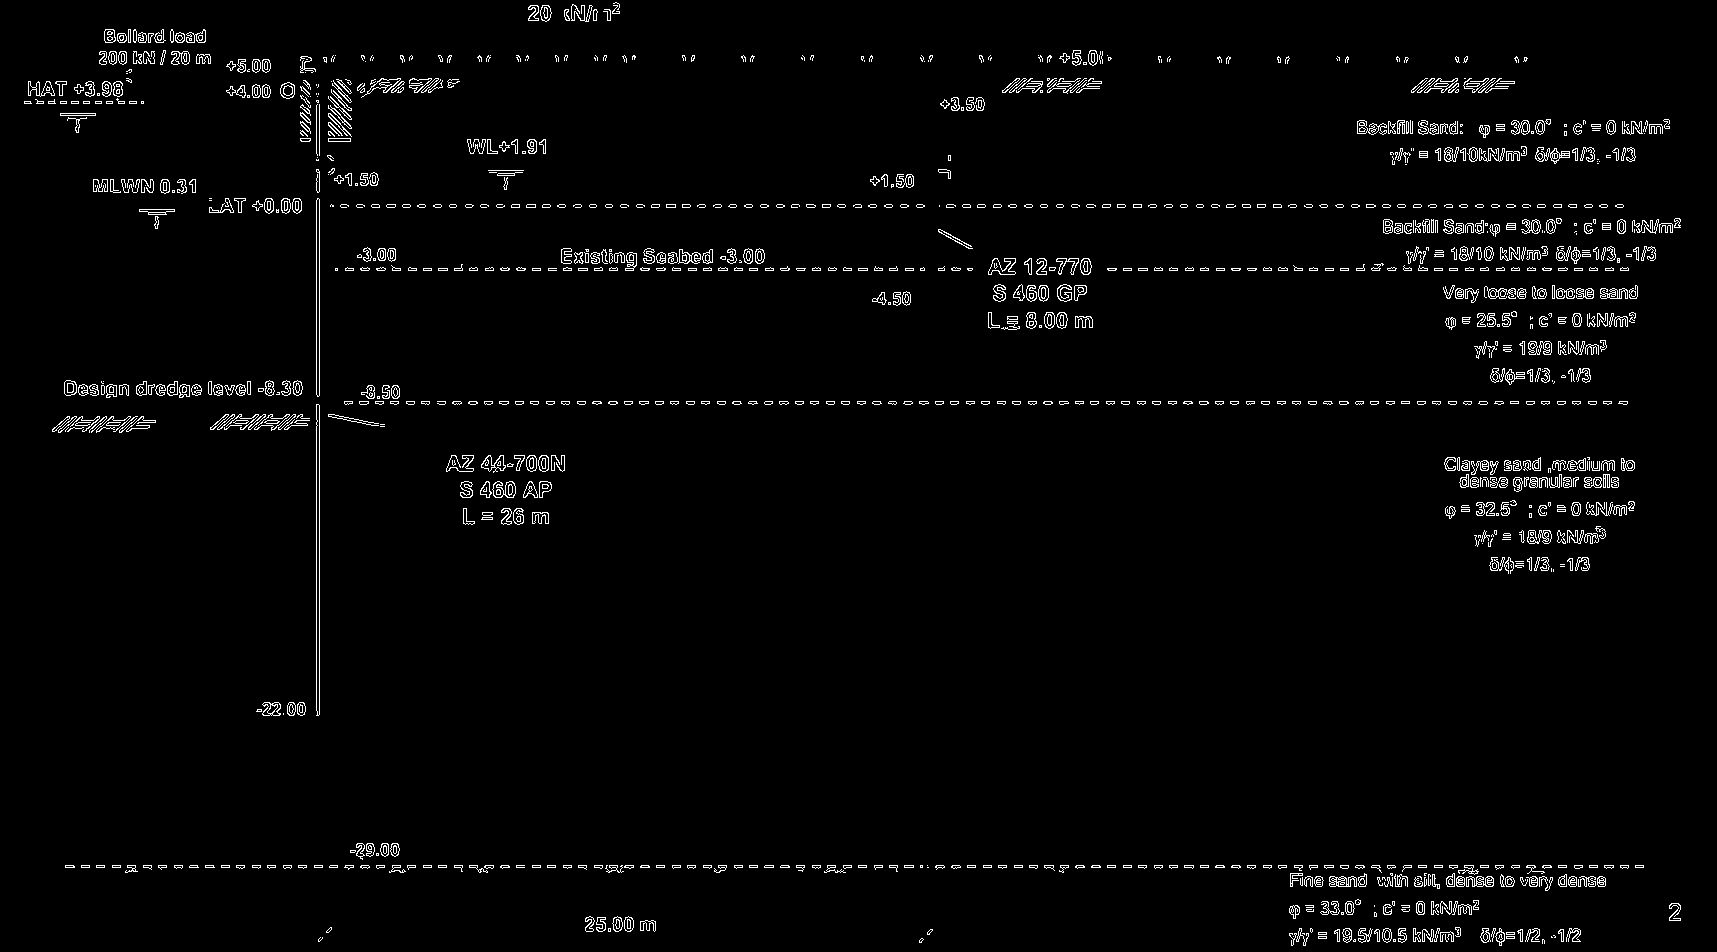 20 kN/m²
Bollard load
200 kN / 20 m
+5.00
+5.0
HAT +3.98
+4.00
+3.50
Backfill Sand: φ = 30.0° ; c' = 0 kN/m²
γ/γ' = 18/10kN/m³ δ/ϕ=1/3, -1/3
WL+1.91
+1.50
+1.50
MLWN 0.31
LAT +0.00
Backfill Sand:φ = 30.0° ; c' = 0 kN/m²
γ/γ' = 18/10 kN/m³ δ/ϕ=1/3, -1/3
-3.00
Existing Seabed -3.00
AZ 12-770
S 460 GP
L = 8.00 m
-4.50
Very loose to loose sand
φ = 25.5° ; c' = 0 kN/m²
γ/γ' = 19/9 kN/m³
δ/ϕ=1/3, -1/3
Design dredge level -8.30
-8.50
AZ 44-700N
S 460 AP
L = 26 m
Clayey sand ,medium to
dense granular soils
φ = 32.5° ; c' = 0 kN/m²
γ/γ' = 18/9 kN/m³
δ/ϕ=1/3, -1/3
-22.00
-29.00
Fine sand with silt, dense to very dense
φ = 33.0° ; c' = 0 kN/m²
γ/γ' = 19.5/10.5 kN/m³ δ/ϕ=1/2, -1/2
25.00 m
2